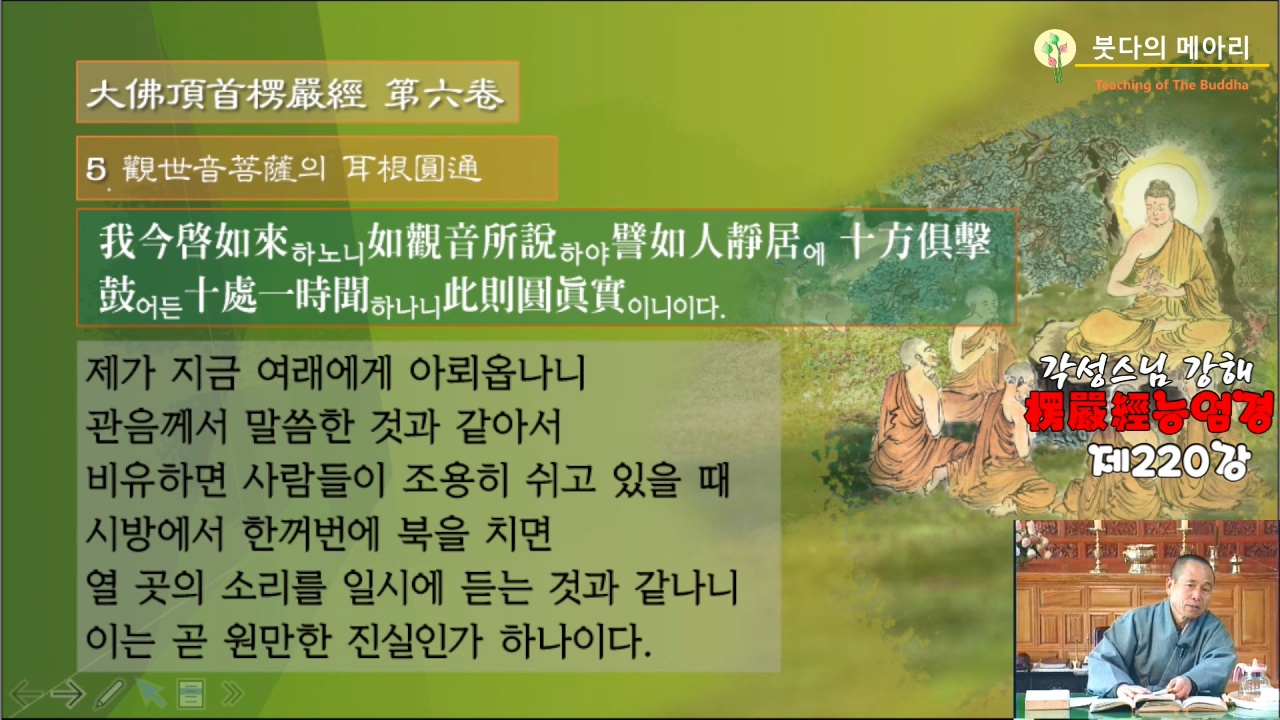 붓다의 메아리
Teaching of The Buddha
大佛頂首楞嚴經 第六卷
5. 觀世音菩薩의 耳根圓通
我今啓如來하노니如觀音所說하야譬如人靜居에 十方俱擊
鼓어든十處一時聞하나니此則圓眞實이니이다.
제가 지금 여래에게 아뢰옵나니
관음께서 말씀한 것과 같아서
비유하면 사람들이 조용히 쉬고 있을 때
시방에서 한꺼번에 북을 치면
열 곳의 소리를 일시에 듣는 것과 같나니
이는 곧 원만한 진실인가 하나이다.
각성스님 강해
楞嚴經능엄경
제220강